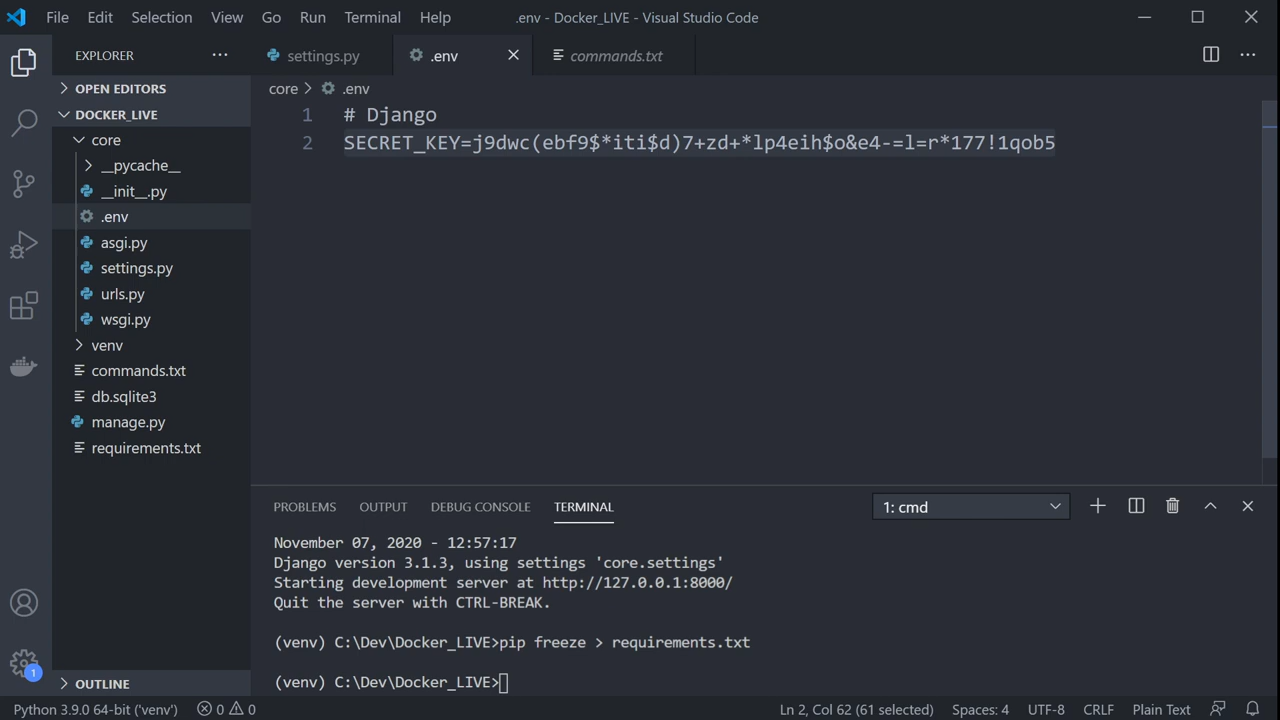 File Edit Selection View Go Run Terminal Help .env - Docker_LIVE - Visual Studio Code
EXPLORER
settings.py .env commands.txt
OPEN EDITORS
DOCKER_LIVE
core
__pycache__
__init__.py
.env
asgi.py
settings.py
urls.py
wsgi.py
venv
commands.txt
db.sqlite3
manage.py
requirements.txt
OUTLINE
core > .env
1 # Django
2 SECRET_KEY=j9dwc(ebf9$*iti$d)7+zd+*lp4eih$o&e4-=l=r*177!1qob5
PROBLEMS OUTPUT DEBUG CONSOLE TERMINAL 1: cmd
November 07, 2020 - 12:57:17
Django version 3.1.3, using settings 'core.settings'
Starting development server at http://127.0.0.1:8000/
Quit the server with CTRL-BREAK.
(venv) C:\Dev\Docker_LIVE>pip freeze > requirements.txt
(venv) C:\Dev\Docker_LIVE>
1
Python 3.9.0 64-bit ('venv') 0 0 Ln 2, Col 62 (61 selected) Spaces: 4 UTF-8 CRLF Plain Text